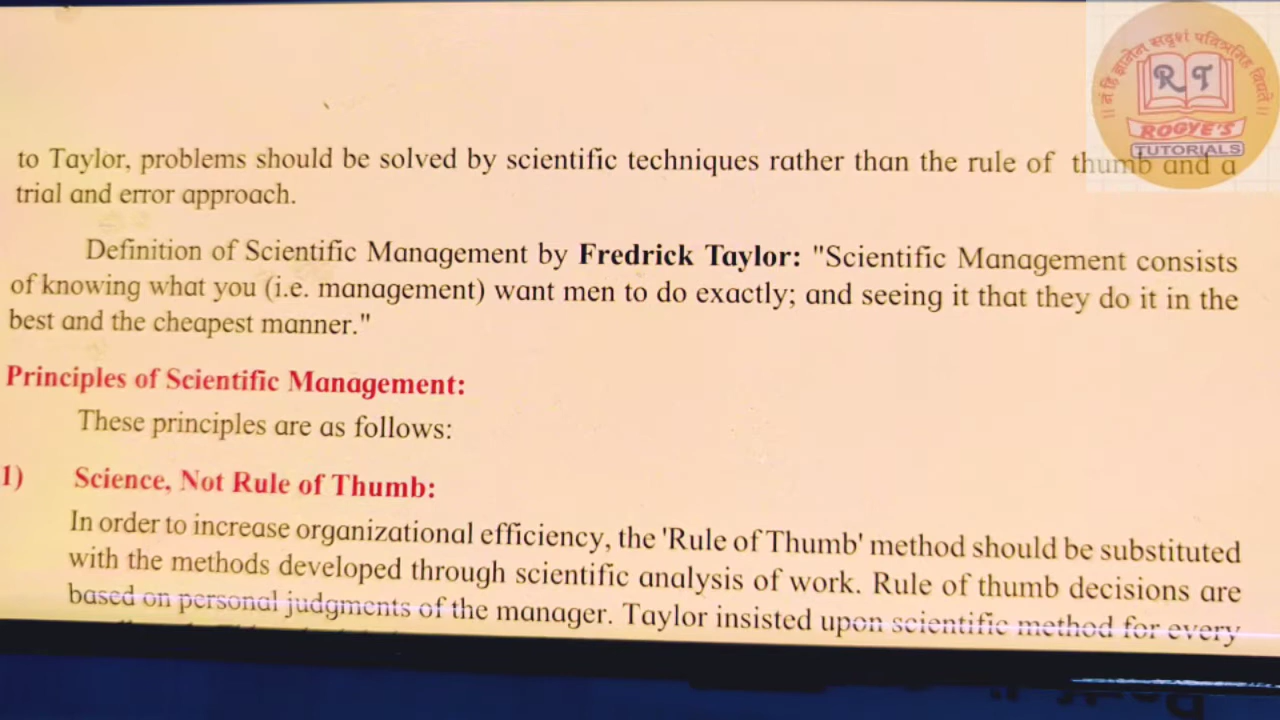 to Taylor, problems should be solved by scientific techniques rather than the rule of thumb and a
trial and error approach.
Definition of Scientific Management by Fredrick Taylor: "Scientific Management consists
of knowing what you (i.e. management) want men to do exactly; and seeing it that they do it in the
best and the cheapest manner."
Principles of Scientific Management:
These principles are as follows:
1) Science, Not Rule of Thumb:
In order to increase organizational efficiency, the 'Rule of Thumb' method should be substituted
with the methods developed through scientific analysis of work. Rule of thumb decisions are
based on personal judgments of the manager. Taylor insisted upon scientific method for every
॥ न हि ज्ञानेन सदृशं पवित्रमिह विद्यते ॥
R T
ROGYE'S
TUTORIALS